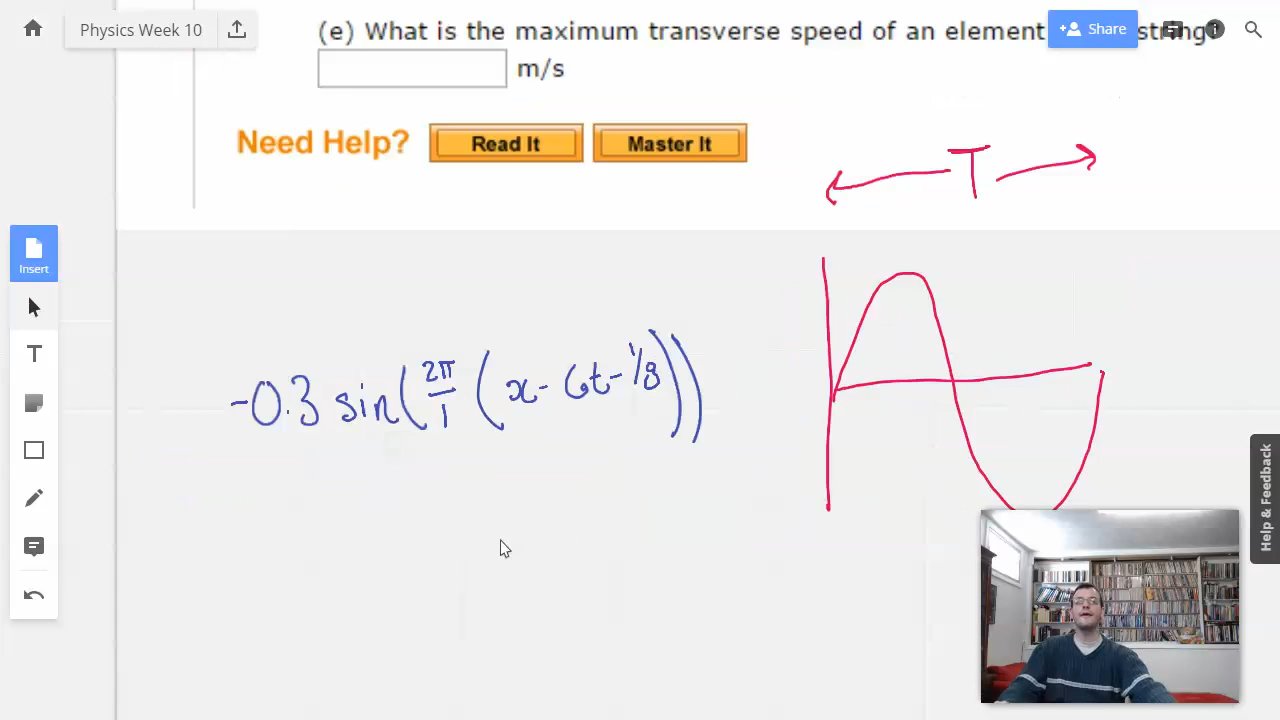 Physics Week 10
(e) What is the maximum transverse speed of an element
string?
Share
m/s
Need Help? Read It Master It
T
Insert
T
-0.3 sin(2π/1 (x - 6t - 1/8))
Help & Feedback